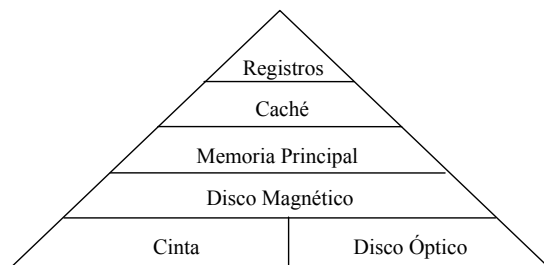 Registros
Caché
Memoria Principal
Disco Magnético
Cinta
Disco Óptico